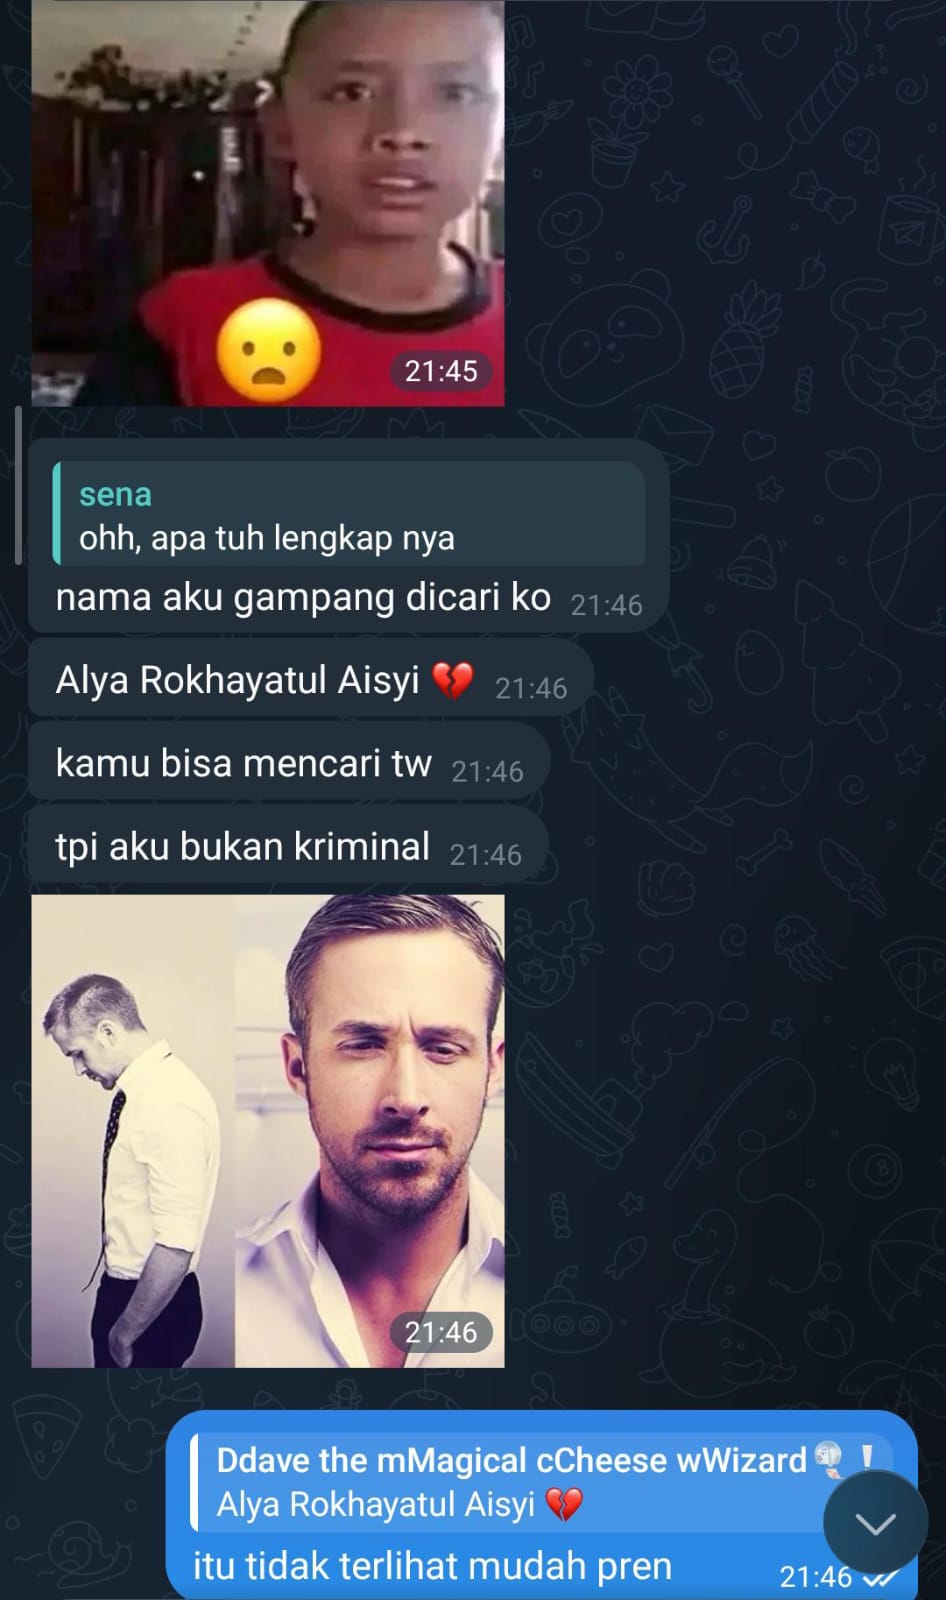 21:45
sena
ohh, apa tuh lengkap nya
nama aku gampang dicari ko 21:46
Alya Rokhayatul Aisyi 💔 21:46
kamu bisa mencari tw 21:46
tpi aku bukan kriminal 21:46
21:46
Ddave the mMagical cCheese wWizard
Alya Rokhayatul Aisyi 💔
itu tidak terlihat mudah pren 21:46